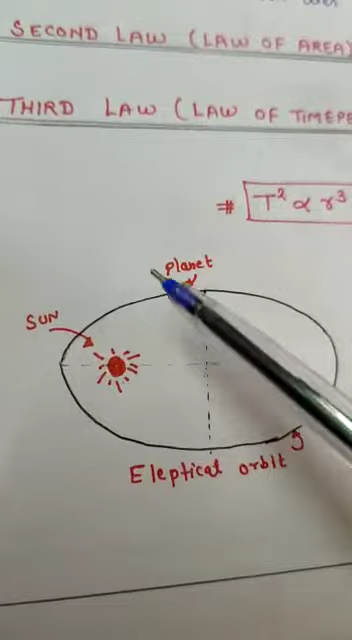 SECOND LAW (LAW OF AREA)
THIRD LAW (LAW OF TIMEPE
# T² ∝ r³
Planet
SUN
Eleptical orbit